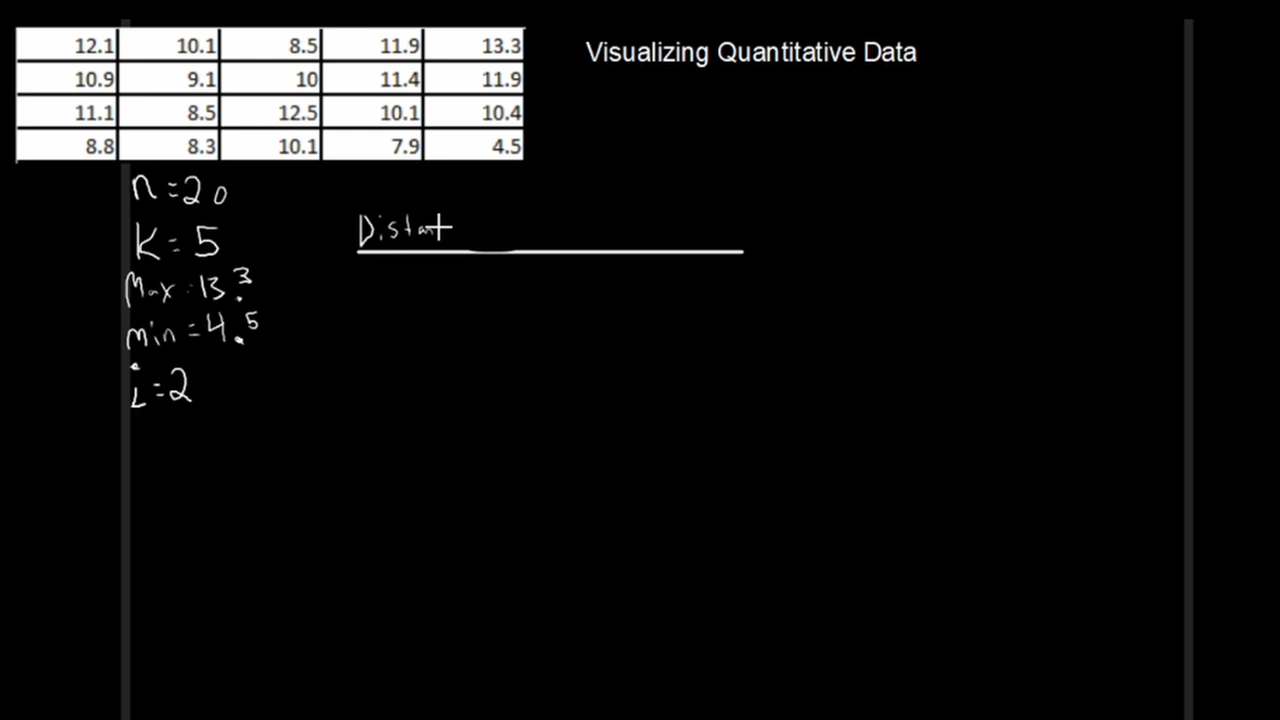 12.1 10.1 8.5 11.9 13.3
10.9 9.1 10 11.4 11.9
11.1 8.5 12.5 10.1 10.4
8.8 8.3 10.1 7.9 4.5
Visualizing Quantitative Data
n = 20
K = 5
Max = 13.3
min = 4.5
i = 2